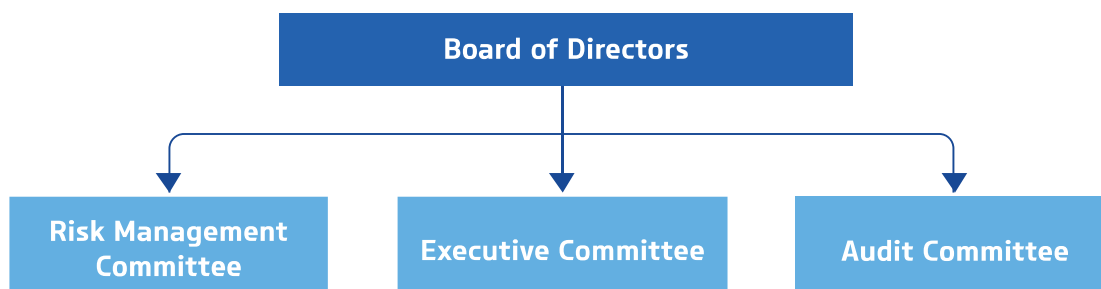 Board of Directors
Risk Management
Committee
Executive Committee
Audit Committee